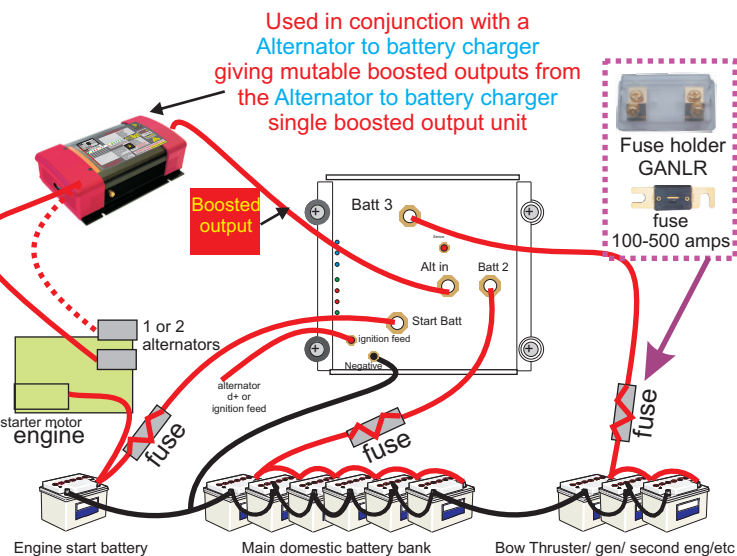 Used in conjunction with a
Alternator to battery charger
giving mutable boosted outputs from
the Alternator to battery charger
single boosted output unit
Fuse holder
GANLR
fuse
100-500 amps
Boosted
output
Batt 3
Alt in
Batt 2
Start Batt
ignition feed
Negative
1 or 2
alternators
alternator
d+ or
ignition feed
starter motor
engine
fuse
fuse
fuse
Engine start battery
Main domestic battery bank
Bow Thruster/ gen/ second eng/etc